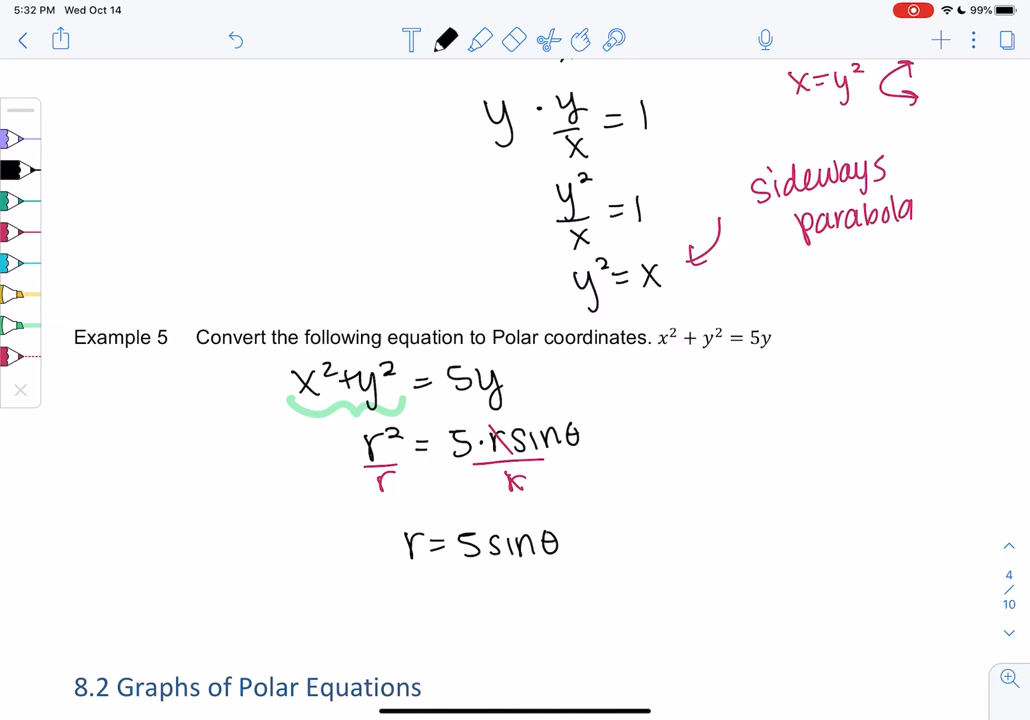 5:32 PM Wed Oct 14
99%
x=y²
y · y/x = 1
sideways
parabola
y²/x = 1
y² = x
Example 5 Convert the following equation to Polar coordinates. x² + y² = 5y
x²+y² = 5y
r²/r = 5·r sinθ/r
r = 5 sinθ
4
/
10
8.2 Graphs of Polar Equations